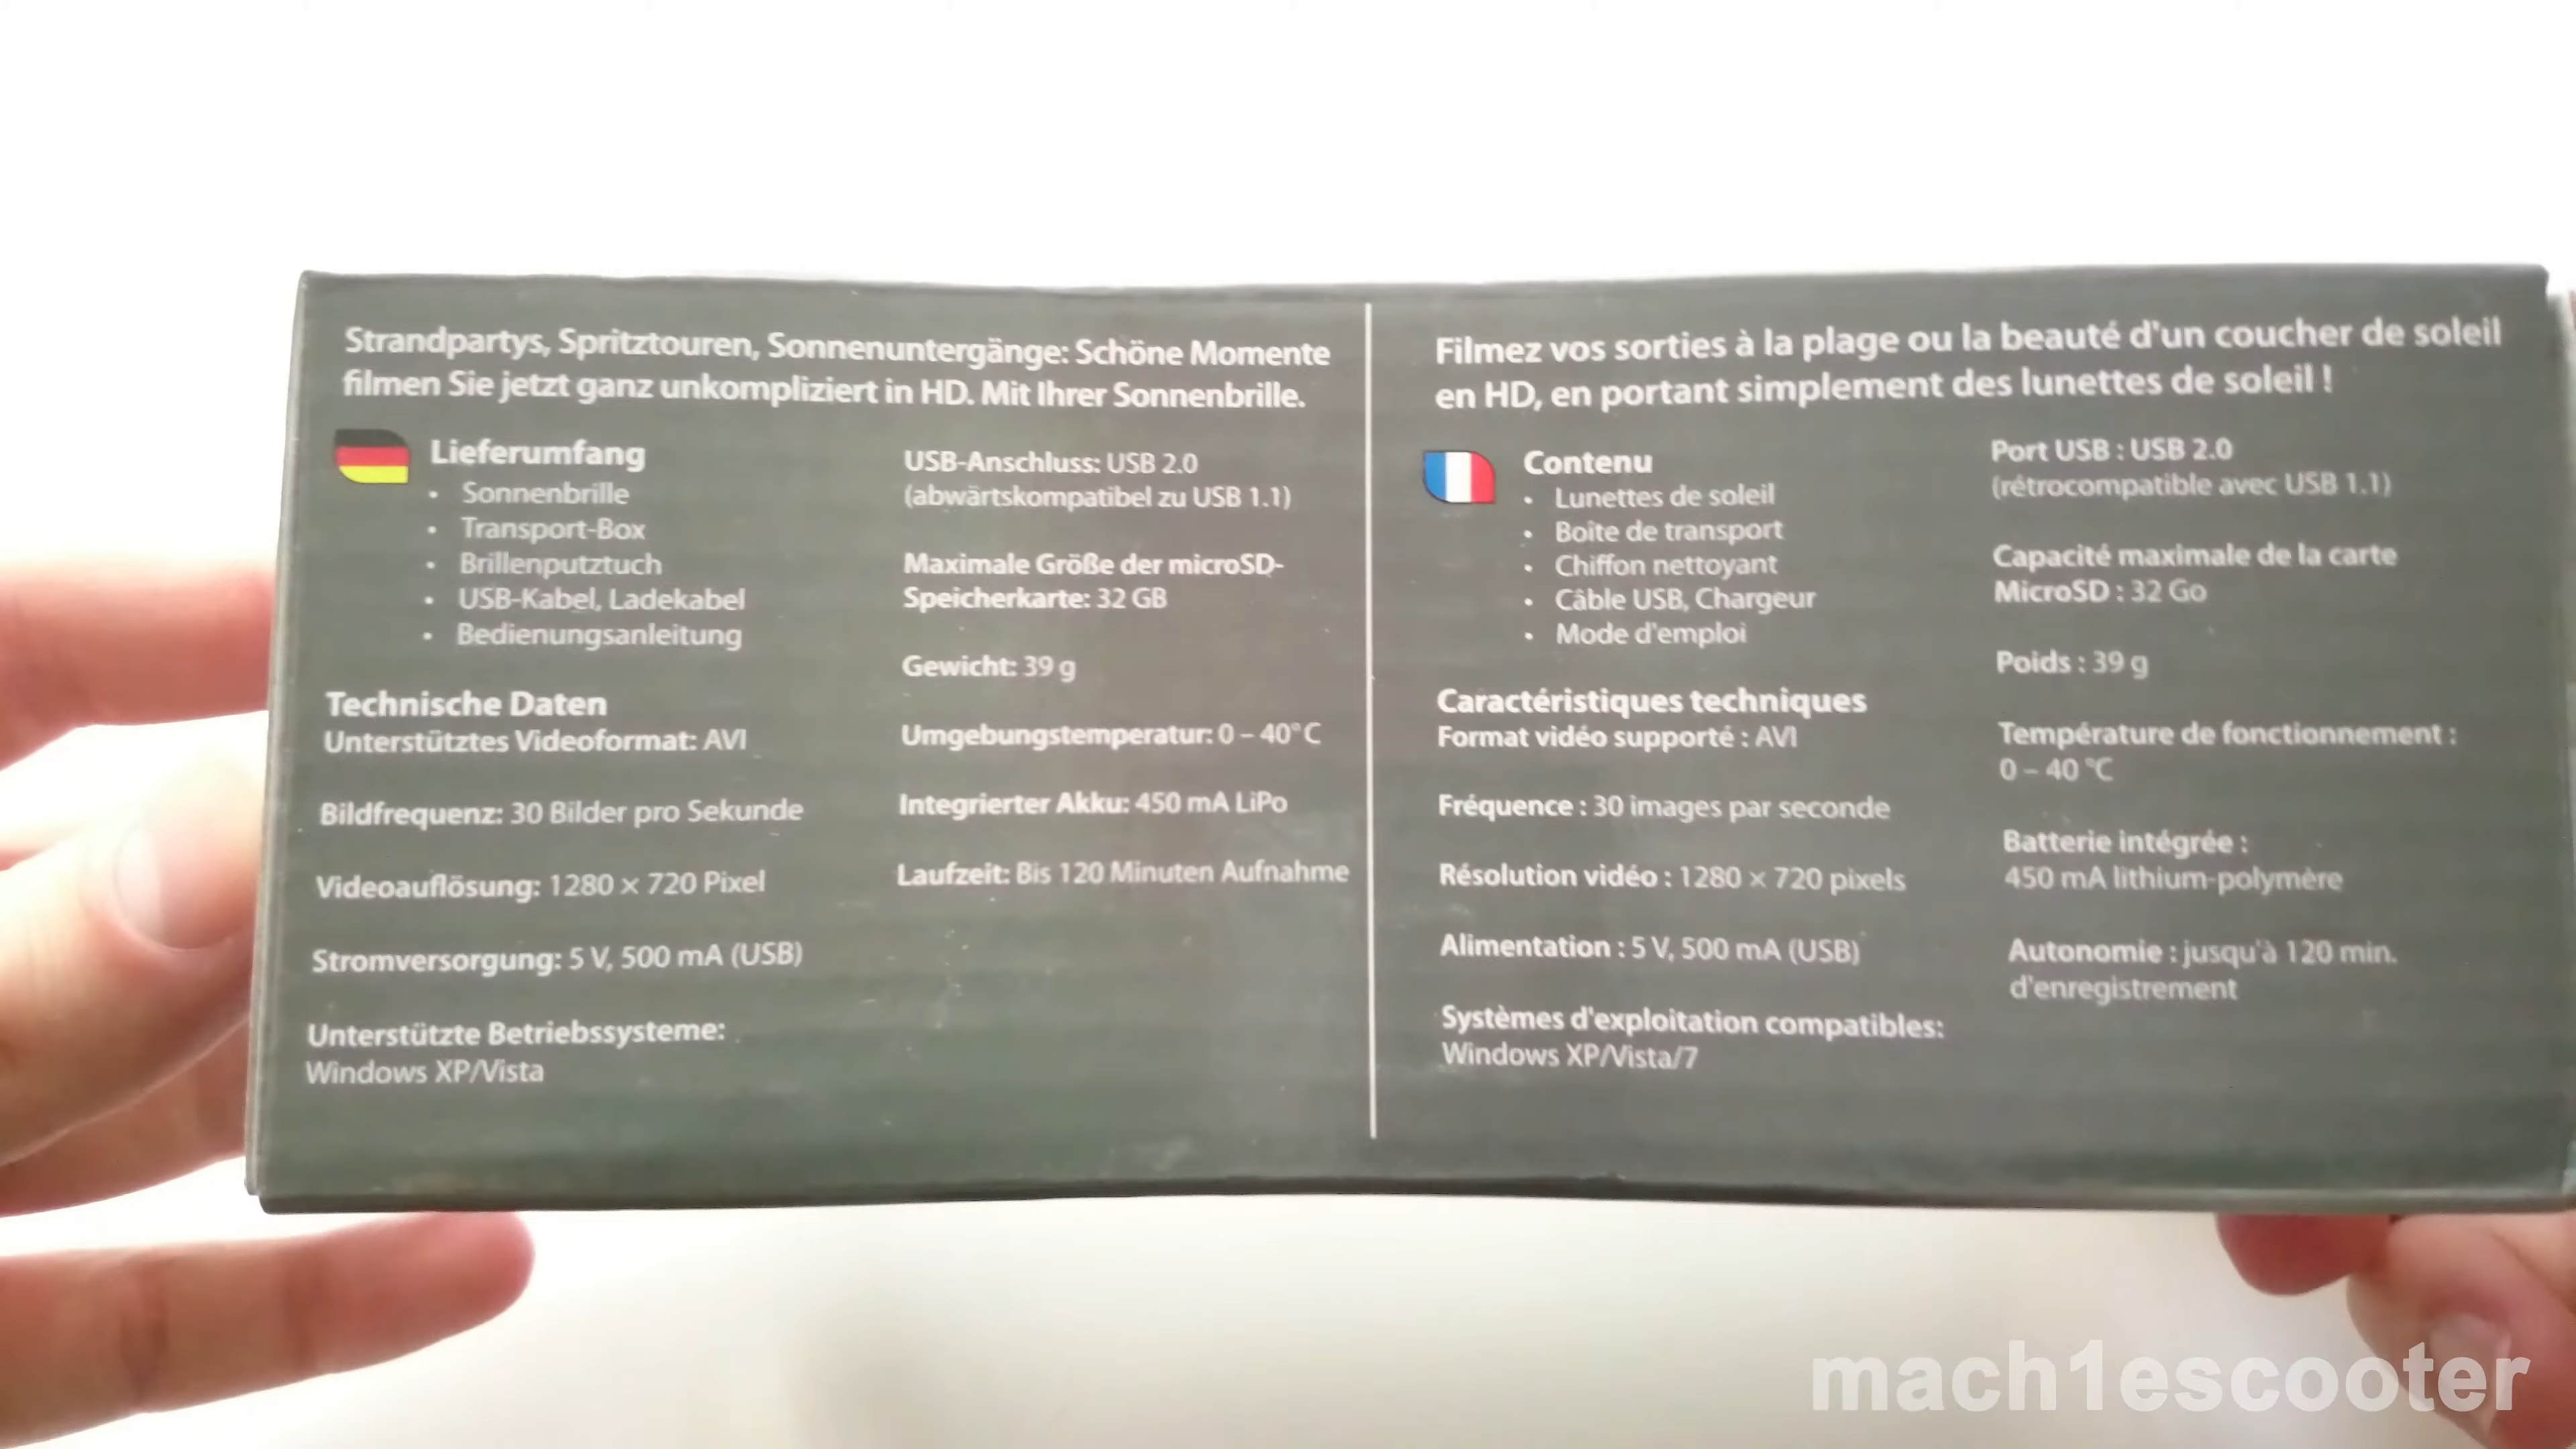 Strandpartys, Spritztouren, Sonnenuntergänge: Schöne Momente
filmen Sie jetzt ganz unkompliziert in HD. Mit Ihrer Sonnenbrille.
Lieferumfang
• Sonnenbrille
• Transport-Box
• Brillenputztuch
• USB-Kabel, Ladekabel
• Bedienungsanleitung
Technische Daten
Unterstütztes Videoformat: AVI
Bildfrequenz: 30 Bilder pro Sekunde
Videoauflösung: 1280 × 720 Pixel
Stromversorgung: 5 V, 500 mA (USB)
Unterstützte Betriebssysteme:
Windows XP/Vista
USB-Anschluss: USB 2.0
(abwärtskompatibel zu USB 1.1)
Maximale Größe der microSD-
Speicherkarte: 32 GB
Gewicht: 39 g
Umgebungstemperatur: 0 – 40°C
Integrierter Akku: 450 mA LiPo
Laufzeit: Bis 120 Minuten Aufnahme
Filmez vos sorties à la plage ou la beauté d'un coucher de soleil
en HD, en portant simplement des lunettes de soleil !
Contenu
• Lunettes de soleil
• Boîte de transport
• Chiffon nettoyant
• Câble USB, Chargeur
• Mode d'emploi
Caractéristiques techniques
Format vidéo supporté : AVI
Fréquence : 30 images par seconde
Résolution vidéo : 1280 × 720 pixels
Alimentation : 5 V, 500 mA (USB)
Systèmes d'exploitation compatibles:
Windows XP/Vista/7
Port USB : USB 2.0
(rétrocompatible avec USB 1.1)
Capacité maximale de la carte
MicroSD : 32 Go
Poids : 39 g
Température de fonctionnement :
0 – 40 °C
Batterie intégrée :
450 mA lithium-polymère
Autonomie : jusqu'à 120 min.
d'enregistrement
mach1escooter